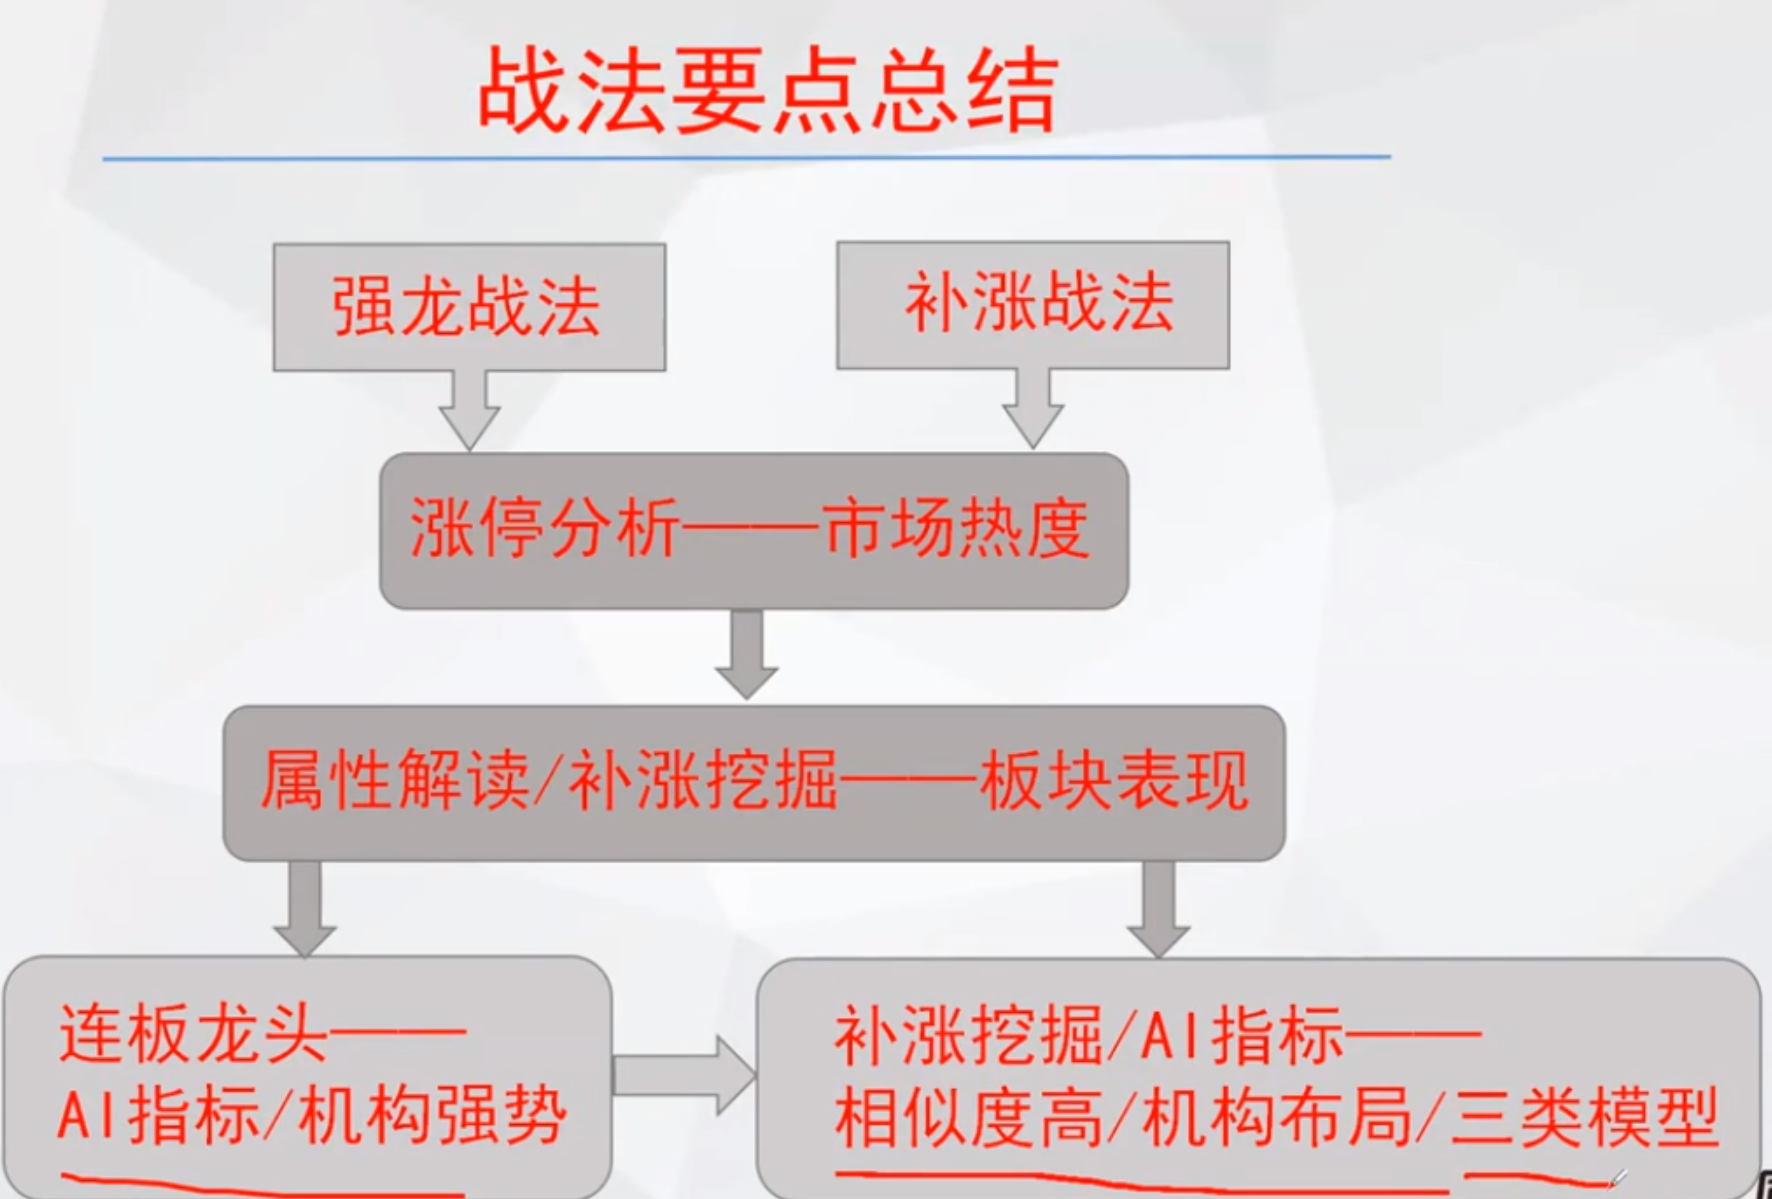 战法要点总结
强龙战法
补涨战法
涨停分析——市场热度
属性解读/补涨挖掘——板块表现
连板龙头——
AI指标/机构强势
补涨挖掘/AI指标——
相似度高/机构布局/三类模型